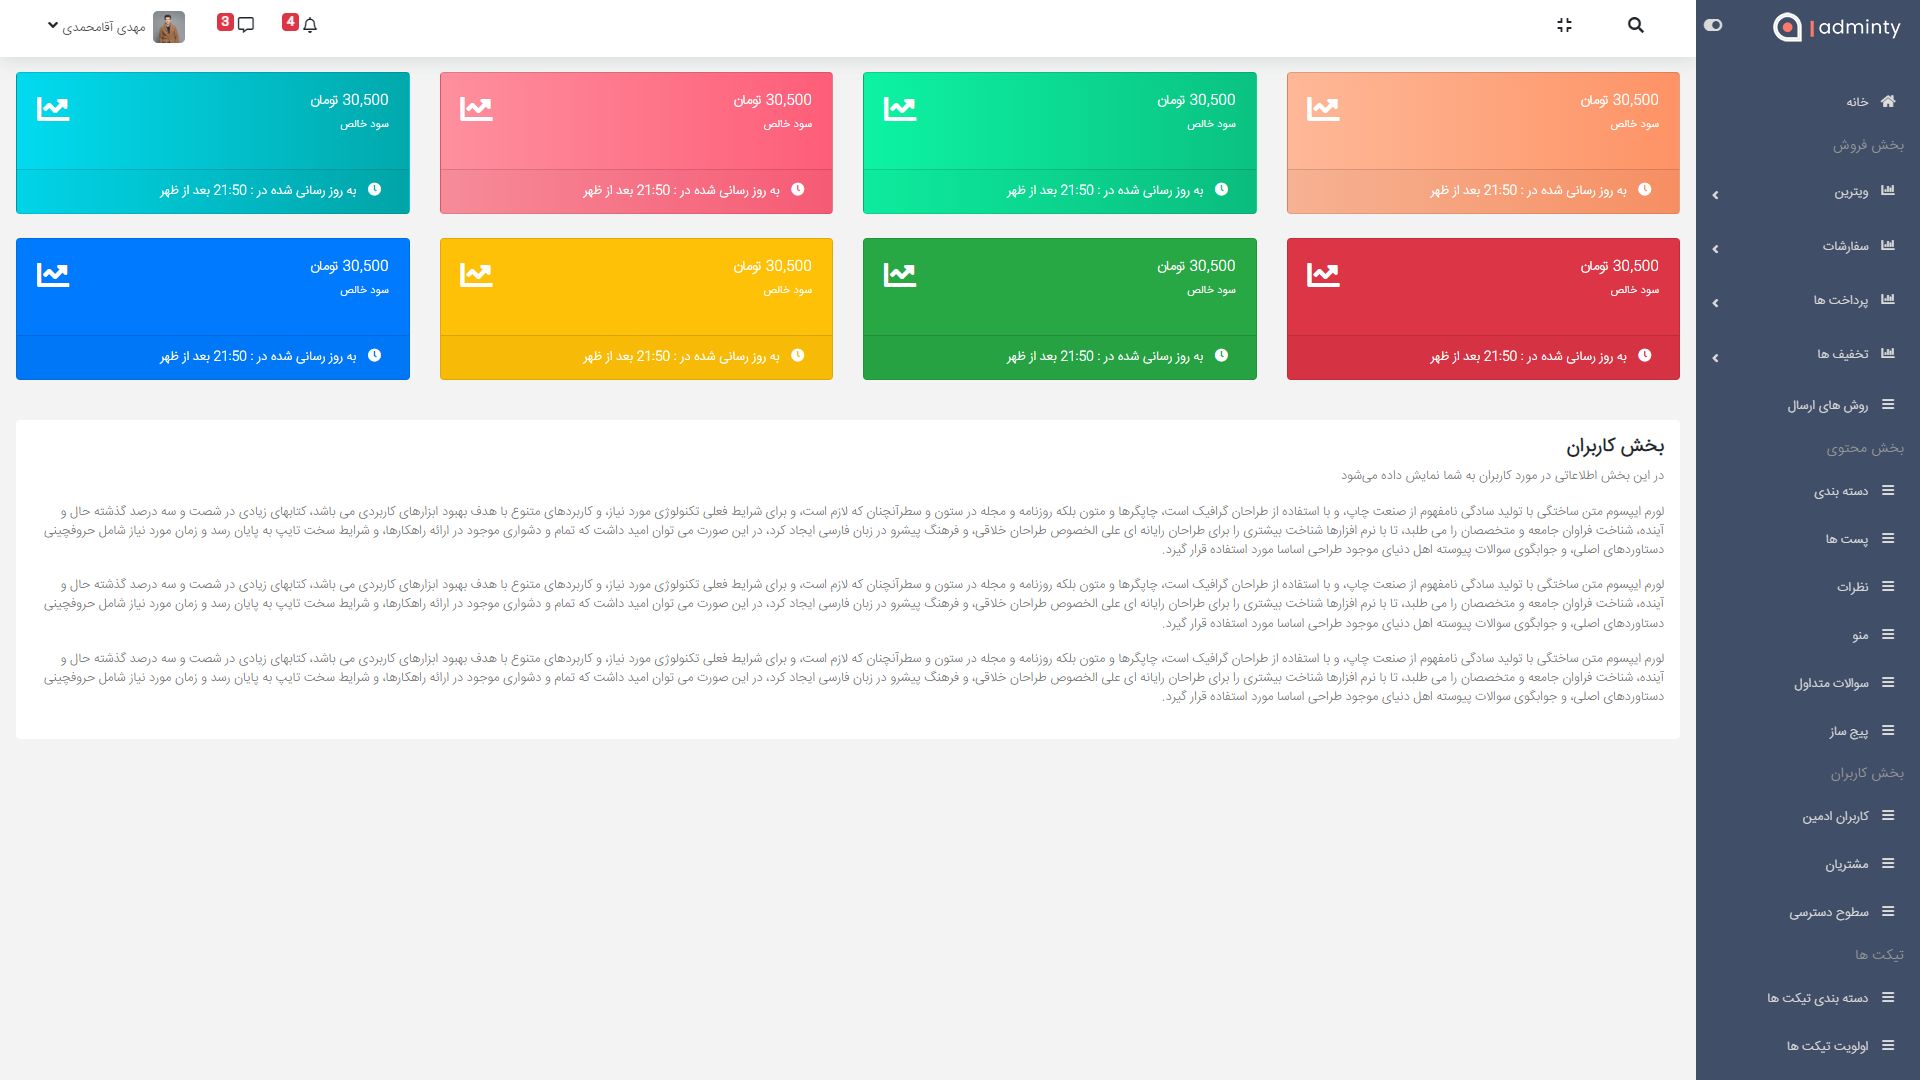 adminty
3
4
مهدی آقامحمدی
خانه
بخش فروش
ویترین
سفارشات
پرداخت ها
تخفیف ها
روش های ارسال
بخش محتوی
دسته بندی
پست ها
نظرات
منو
سوالات متداول
پیج ساز
بخش کاربران
کاربران ادمین
مشتریان
سطوح دسترسی
تیکت ها
دسته بندی تیکت ها
اولویت تیکت ها
30,500 تومان
سود خالص
به روز رسانی شده در : 21:50 بعد از ظهر
30,500 تومان
سود خالص
به روز رسانی شده در : 21:50 بعد از ظهر
30,500 تومان
سود خالص
به روز رسانی شده در : 21:50 بعد از ظهر
30,500 تومان
سود خالص
به روز رسانی شده در : 21:50 بعد از ظهر
30,500 تومان
سود خالص
به روز رسانی شده در : 21:50 بعد از ظهر
30,500 تومان
سود خالص
به روز رسانی شده در : 21:50 بعد از ظهر
30,500 تومان
سود خالص
به روز رسانی شده در : 21:50 بعد از ظهر
30,500 تومان
سود خالص
به روز رسانی شده در : 21:50 بعد از ظهر
بخش کاربران
در این بخش اطلاعاتی در مورد کاربران به شما نمایش داده می‌شود
لورم ایپسوم متن ساختگی با تولید سادگی نامفهوم از صنعت چاپ، و با استفاده از طراحان گرافیک است، چاپگرها و متون بلکه روزنامه و مجله در ستون و سطرآنچنان که لازم است، و برای شرایط فعلی تکنولوژی مورد نیاز، و کاربردهای متنوع با هدف بهبود ابزارهای کاربردی می باشد، کتابهای زیادی در شصت و سه درصد گذشته حال و
آینده، شناخت فراوان جامعه و متخصصان را می طلبد، تا با نرم افزارها شناخت بیشتری را برای طراحان رایانه ای علی الخصوص طراحان خلاقی، و فرهنگ پیشرو در زبان فارسی ایجاد کرد، در این صورت می توان امید داشت که تمام و دشواری موجود در ارائه راهکارها، و شرایط سخت تایپ به پایان رسد و زمان مورد نیاز شامل حروفچینی
دستاوردهای اصلی، و جوابگوی سوالات پیوسته اهل دنیای موجود طراحی اساسا مورد استفاده قرار گیرد.
لورم ایپسوم متن ساختگی با تولید سادگی نامفهوم از صنعت چاپ، و با استفاده از طراحان گرافیک است، چاپگرها و متون بلکه روزنامه و مجله در ستون و سطرآنچنان که لازم است، و برای شرایط فعلی تکنولوژی مورد نیاز، و کاربردهای متنوع با هدف بهبود ابزارهای کاربردی می باشد، کتابهای زیادی در شصت و سه درصد گذشته حال و
آینده، شناخت فراوان جامعه و متخصصان را می طلبد، تا با نرم افزارها شناخت بیشتری را برای طراحان رایانه ای علی الخصوص طراحان خلاقی، و فرهنگ پیشرو در زبان فارسی ایجاد کرد، در این صورت می توان امید داشت که تمام و دشواری موجود در ارائه راهکارها، و شرایط سخت تایپ به پایان رسد و زمان مورد نیاز شامل حروفچینی
دستاوردهای اصلی، و جوابگوی سوالات پیوسته اهل دنیای موجود طراحی اساسا مورد استفاده قرار گیرد.
لورم ایپسوم متن ساختگی با تولید سادگی نامفهوم از صنعت چاپ، و با استفاده از طراحان گرافیک است، چاپگرها و متون بلکه روزنامه و مجله در ستون و سطرآنچنان که لازم است، و برای شرایط فعلی تکنولوژی مورد نیاز، و کاربردهای متنوع با هدف بهبود ابزارهای کاربردی می باشد، کتابهای زیادی در شصت و سه درصد گذشته حال و
آینده، شناخت فراوان جامعه و متخصصان را می طلبد، تا با نرم افزارها شناخت بیشتری را برای طراحان رایانه ای علی الخصوص طراحان خلاقی، و فرهنگ پیشرو در زبان فارسی ایجاد کرد، در این صورت می توان امید داشت که تمام و دشواری موجود در ارائه راهکارها، و شرایط سخت تایپ به پایان رسد و زمان مورد نیاز شامل حروفچینی
دستاوردهای اصلی، و جوابگوی سوالات پیوسته اهل دنیای موجود طراحی اساسا مورد استفاده قرار گیرد.